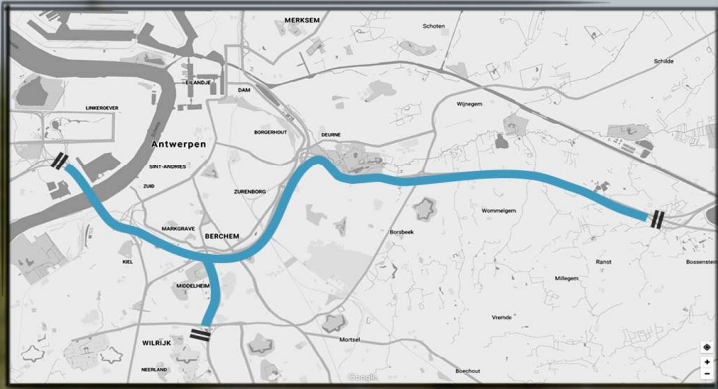 MERKSEM
Schoten
Schilde
EILANDJE
DAM
LINKEROEVER
Wijnegem
BORGERHOUT
DEURNE
Antwerpen
SINT-ANDRIES
ZUID
ZURENBORG
Wommelgem
MARKGRAVE
BERCHEM
Borsbeek
KIEL
Ranst
Bossenstein
MIDDELHEIM
Millegem
Vremde
WILRIJK
Mortsel
NEERLAND
Boechout
Google
+
−